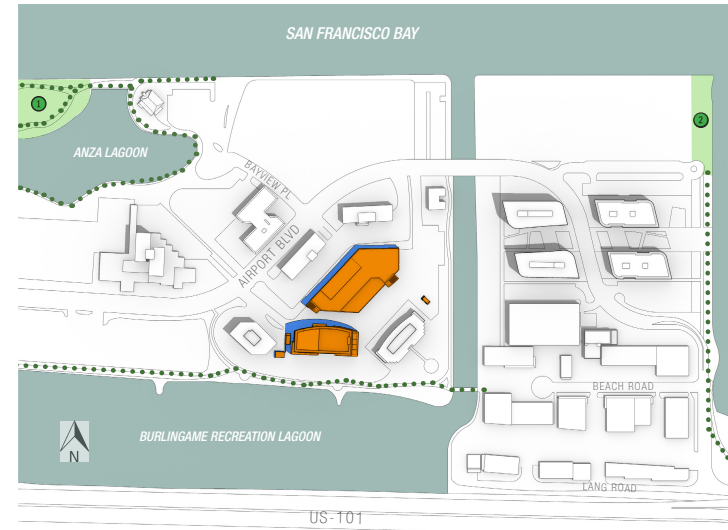 SAN FRANCISCO BAY
1
2
ANZA LAGOON
BAYVIEW PL
AIRPORT BLVD
BEACH ROAD
BURLINGAME RECREATION LAGOON
N
LANG ROAD
US-101